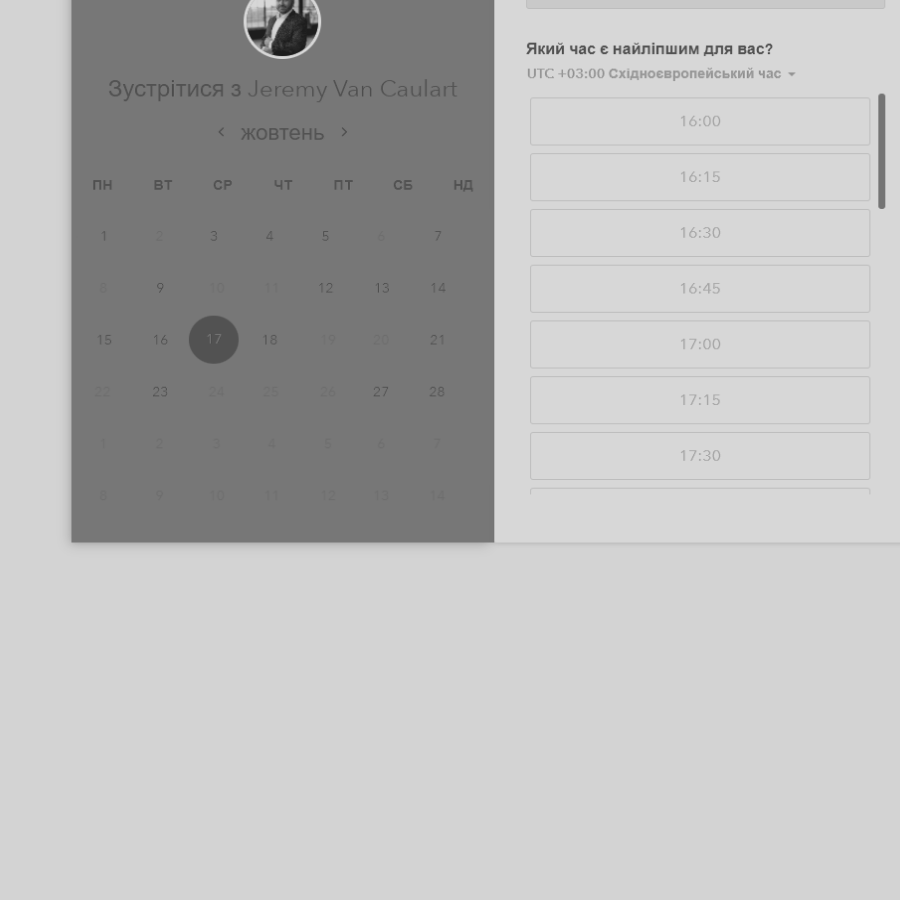 Зустрітися з Jeremy Van Caulart
жовтень
ПН ВТ СР ЧТ ПТ СБ НД
1 2 3 4 5 6 7
8 9 10 11 12 13 14
15 16 17 18 19 20 21
22 23 24 25 26 27 28
1 2 3 4 5 6 7
8 9 10 11 12 13 14
Який час є найліпшим для вас?
UTC +03:00 Східноєвропейський час
16:00
16:15
16:30
16:45
17:00
17:15
17:30